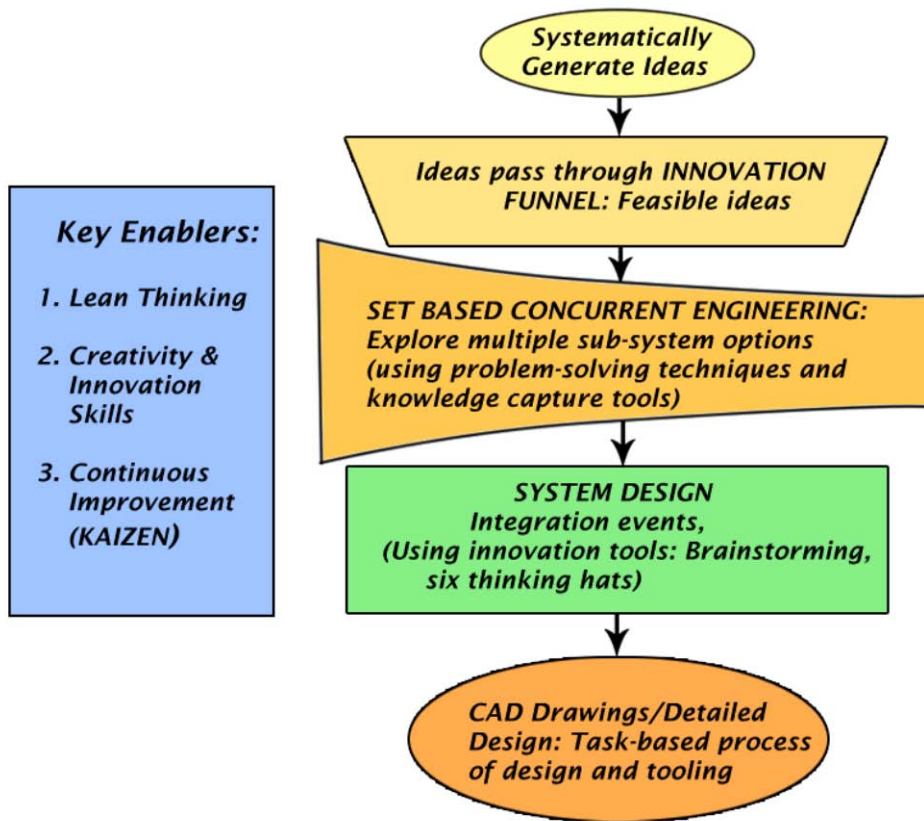 Systematically
Generate Ideas
Ideas pass through INNOVATION
FUNNEL: Feasible ideas
Key Enablers:
1. Lean Thinking
2. Creativity &
Innovation
Skills
3. Continuous
Improvement
(KAIZEN)
SET BASED CONCURRENT ENGINEERING:
Explore multiple sub-system options
(using problem-solving techniques and
knowledge capture tools)
SYSTEM DESIGN
Integration events,
(Using innovation tools: Brainstorming,
six thinking hats)
CAD Drawings/Detailed
Design: Task-based process
of design and tooling